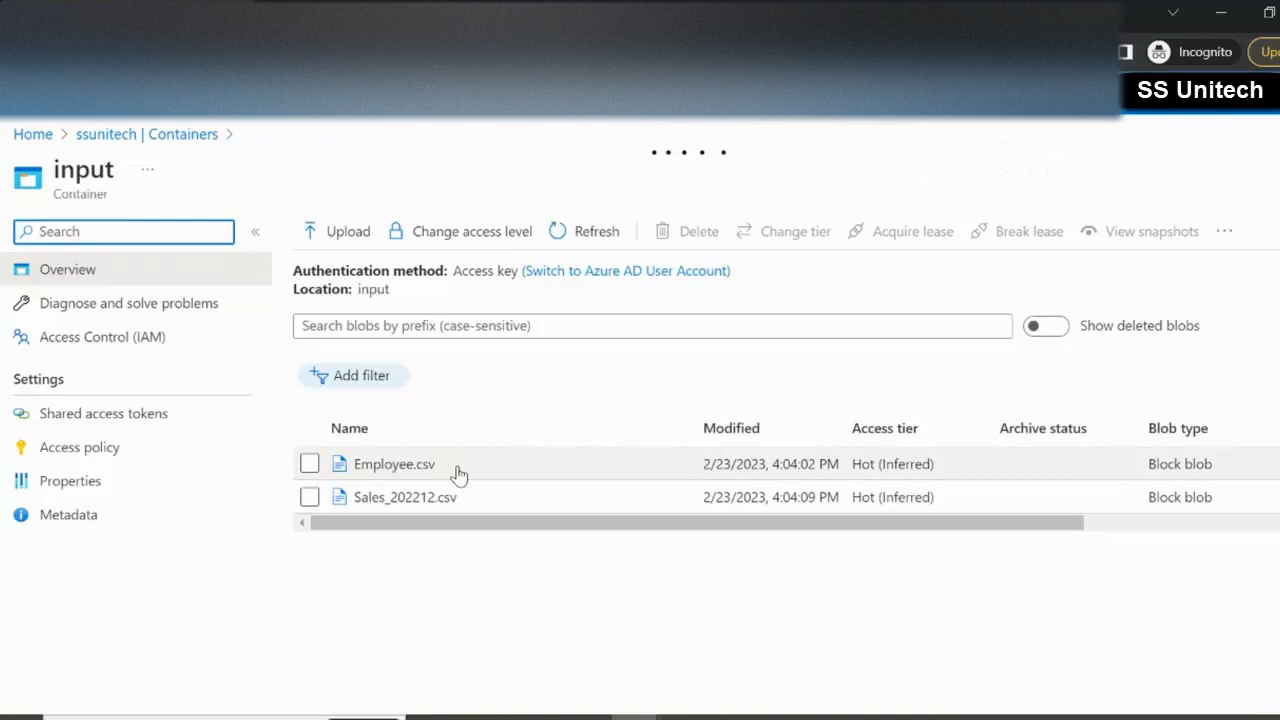 Incognito
SS Unitech
Home > ssunitech | Containers >
input ...
Container
Search «
Upload Change access level Refresh Delete Change tier Acquire lease Break lease View snapshots ...
Overview
Diagnose and solve problems
Access Control (IAM)
Settings
Shared access tokens
Access policy
Properties
Metadata
Authentication method: Access key (Switch to Azure AD User Account)
Location: input
Search blobs by prefix (case-sensitive) Show deleted blobs
Add filter
Name Modified Access tier Archive status Blob type
Employee.csv 2/23/2023, 4:04:02 PM Hot (Inferred) Block blob
Sales_202212.csv 2/23/2023, 4:04:09 PM Hot (Inferred) Block blob